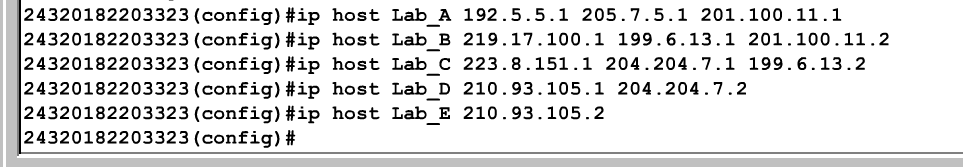 24320182203323(config)#ip host Lab_A 192.5.5.1 205.7.5.1 201.100.11.1
24320182203323(config)#ip host Lab_B 219.17.100.1 199.6.13.1 201.100.11.2
24320182203323(config)#ip host Lab_C 223.8.151.1 204.204.7.1 199.6.13.2
24320182203323(config)#ip host Lab_D 210.93.105.1 204.204.7.2
24320182203323(config)#ip host Lab_E 210.93.105.2
24320182203323(config)#